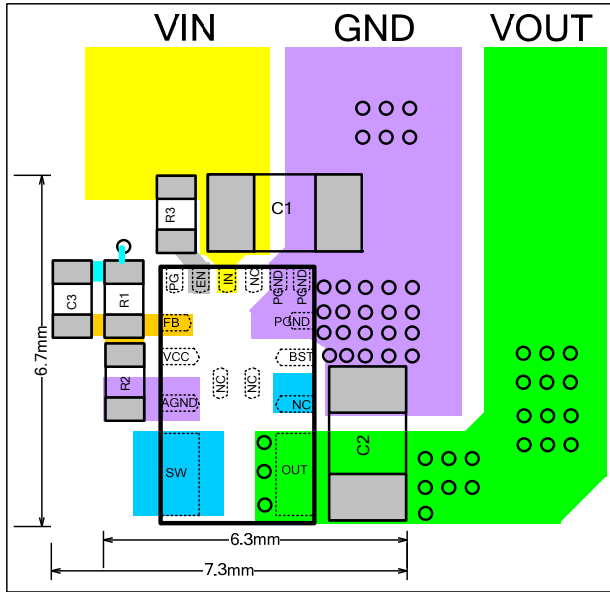 VIN GND VOUT
R3
C1
PG EN IN NC PGND PGND
C3
R1
FB
PGND
6.7mm
VCC
BST
R2
NC
NC
AGND
NC
C2
SW
OUT
6.3mm
7.3mm